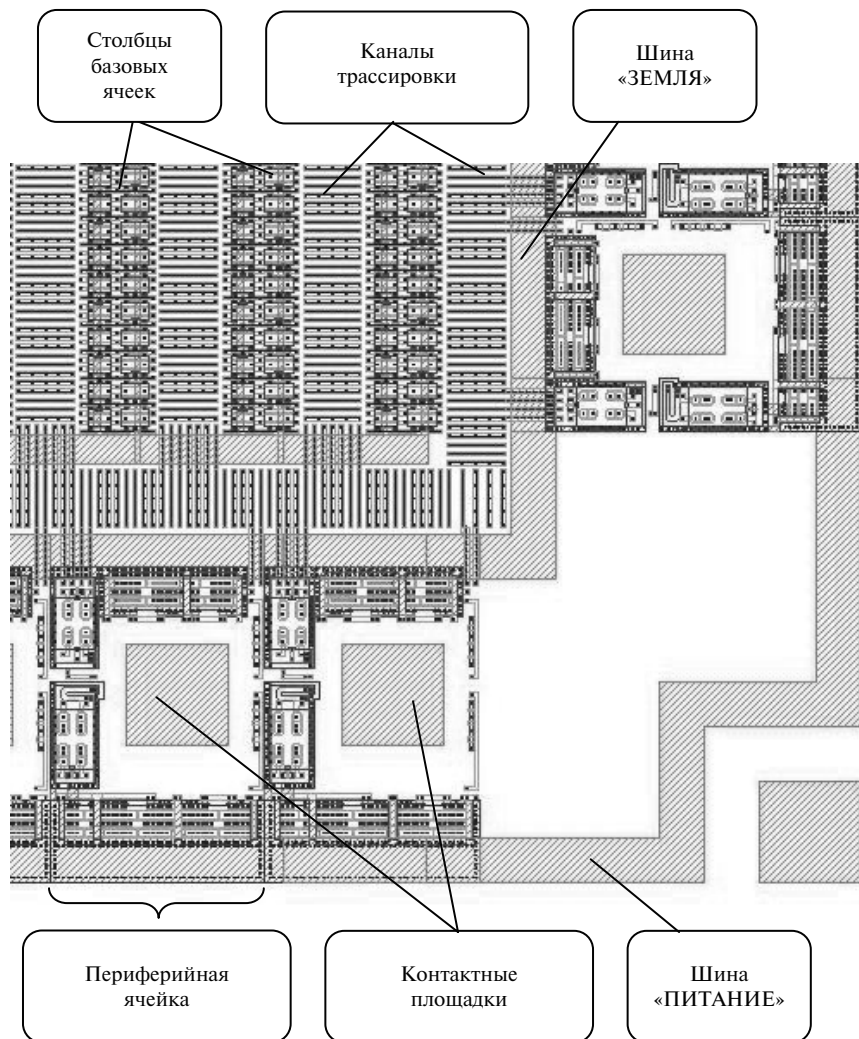 Столбцы
базовых
ячеек
Каналы
трассировки
Шина
«ЗЕМЛЯ»
Периферийная
ячейка
Контактные
площадки
Шина
«ПИТАНИЕ»